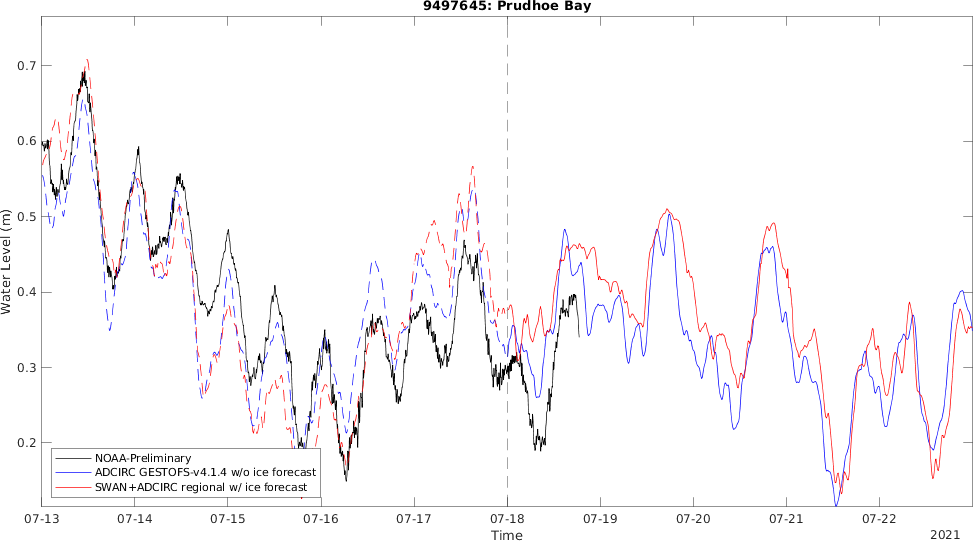 9497645: Prudhoe Bay
0.7
0.6
0.5
0.4
0.3
0.2
Water Level (m)
NOAA-Preliminary
ADCIRC GESTOFS-v4.1.4 w/o ice forecast
SWAN+ADCIRC regional w/ ice forecast
07-13 07-14 07-15 07-16 07-17 07-18 07-19 07-20 07-21 07-22
Time
2021